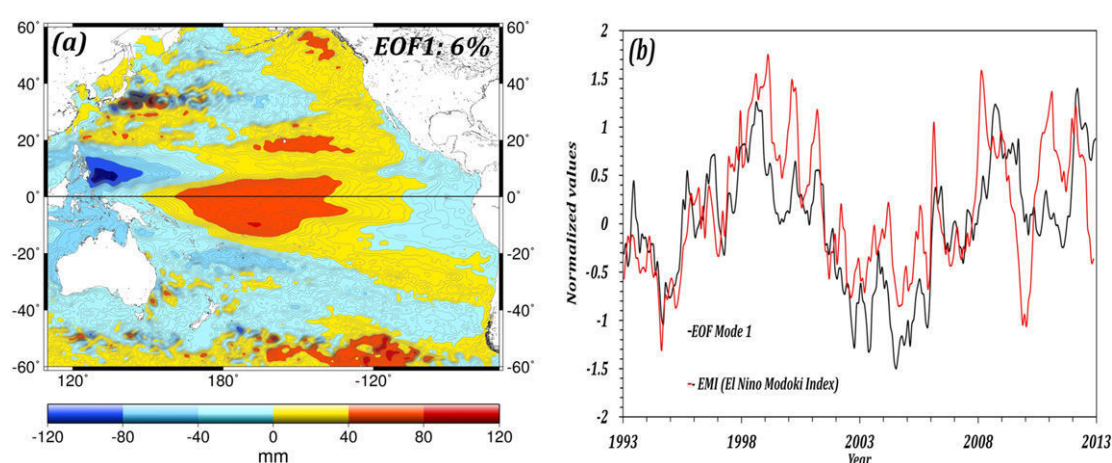 (a) EOF1: 6%
60˚ 60˚
40˚ 40˚
20˚ 20˚
0˚ 0˚
-20˚ -20˚
-40˚ -40˚
-60˚ -60˚
120˚ 180˚ -120˚
-120 -80 -40 0 40 80 120
mm
(b)
Normalized values
2
1.5
1
0.5
0
-0.5
-1
-1.5
-2
-EOF Mode 1
- EMI (El Nino Modoki Index)
1993 1998 2003 2008 2013
Year